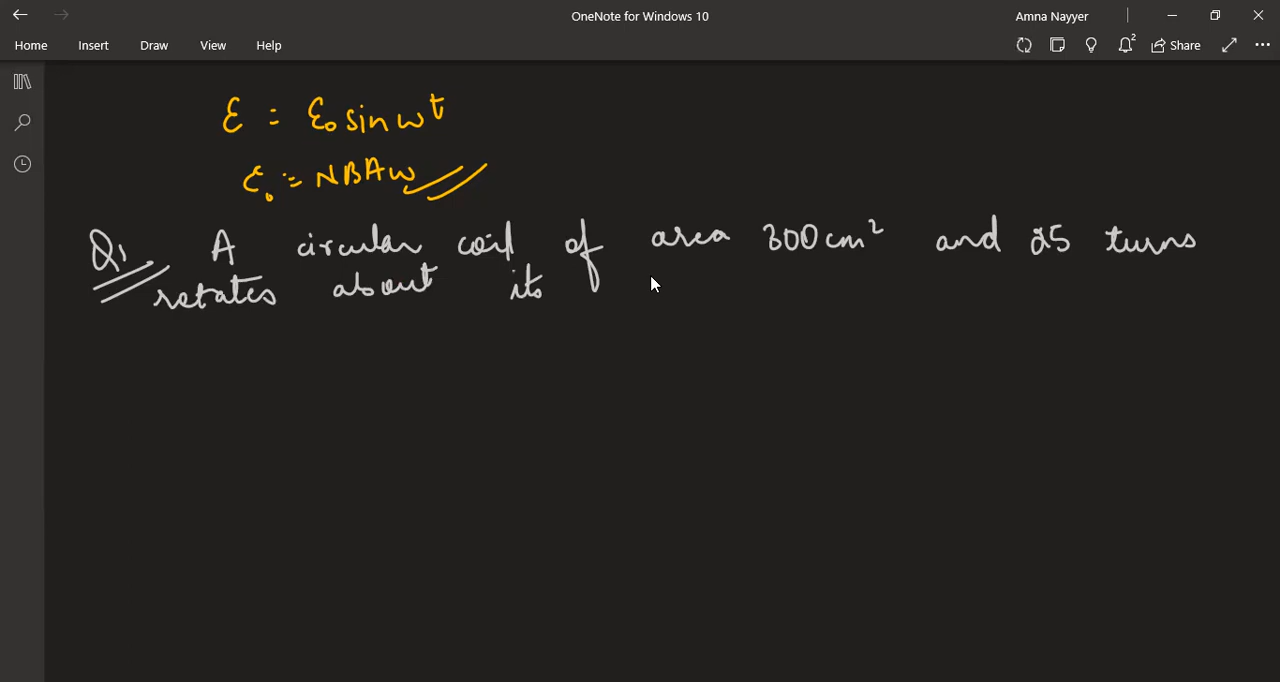 OneNote for Windows 10
Amna Nayyer
Home Insert Draw View Help
2
Share
ε = ε₀ sin ωt
ε₀ = NBAω
Q1 A circular coil of area 300 cm² and 25 turns
rotates about its